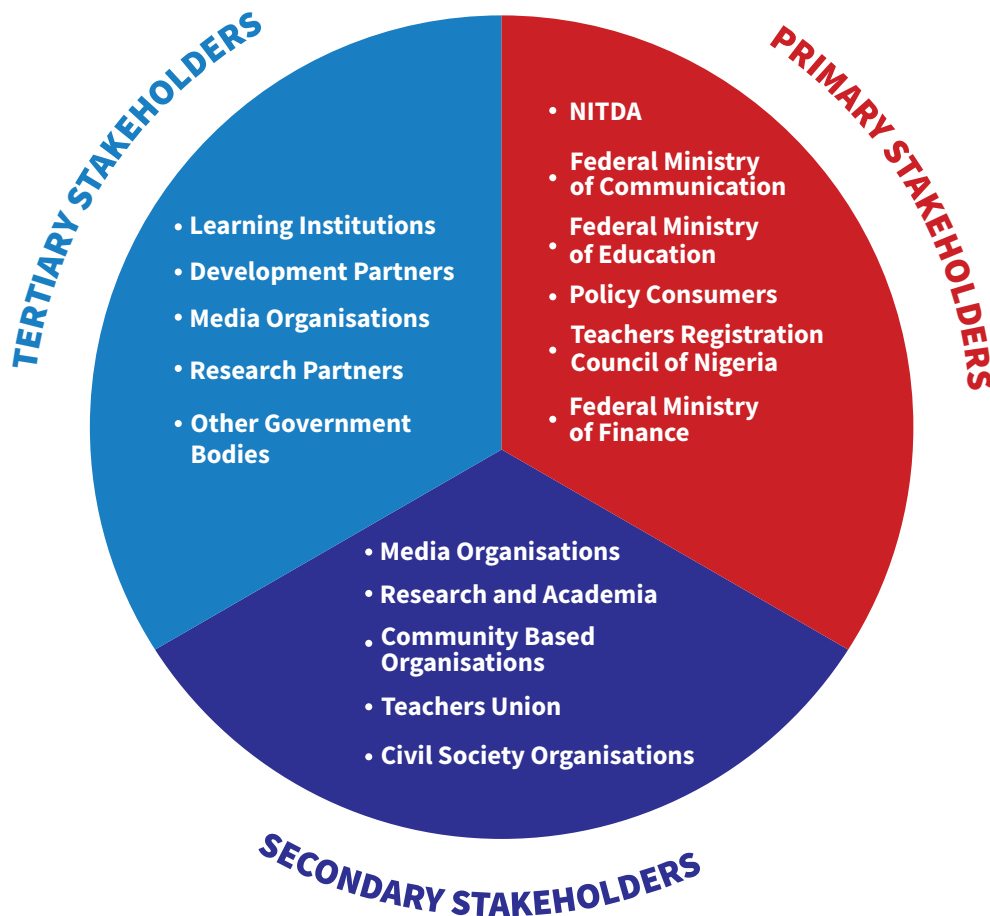 TERTIARY STAKEHOLDERS
• Learning Institutions
• Development Partners
• Media Organisations
• Research Partners
• Other Government
Bodies
PRIMARY STAKEHOLDERS
• NITDA
• Federal Ministry
of Communication
• Federal Ministry
of Education
• Policy Consumers
• Teachers Registration
Council of Nigeria
• Federal Ministry
of Finance
• Media Organisations
• Research and Academia
• Community Based
Organisations
• Teachers Union
• Civil Society Organisations
SECONDARY STAKEHOLDERS